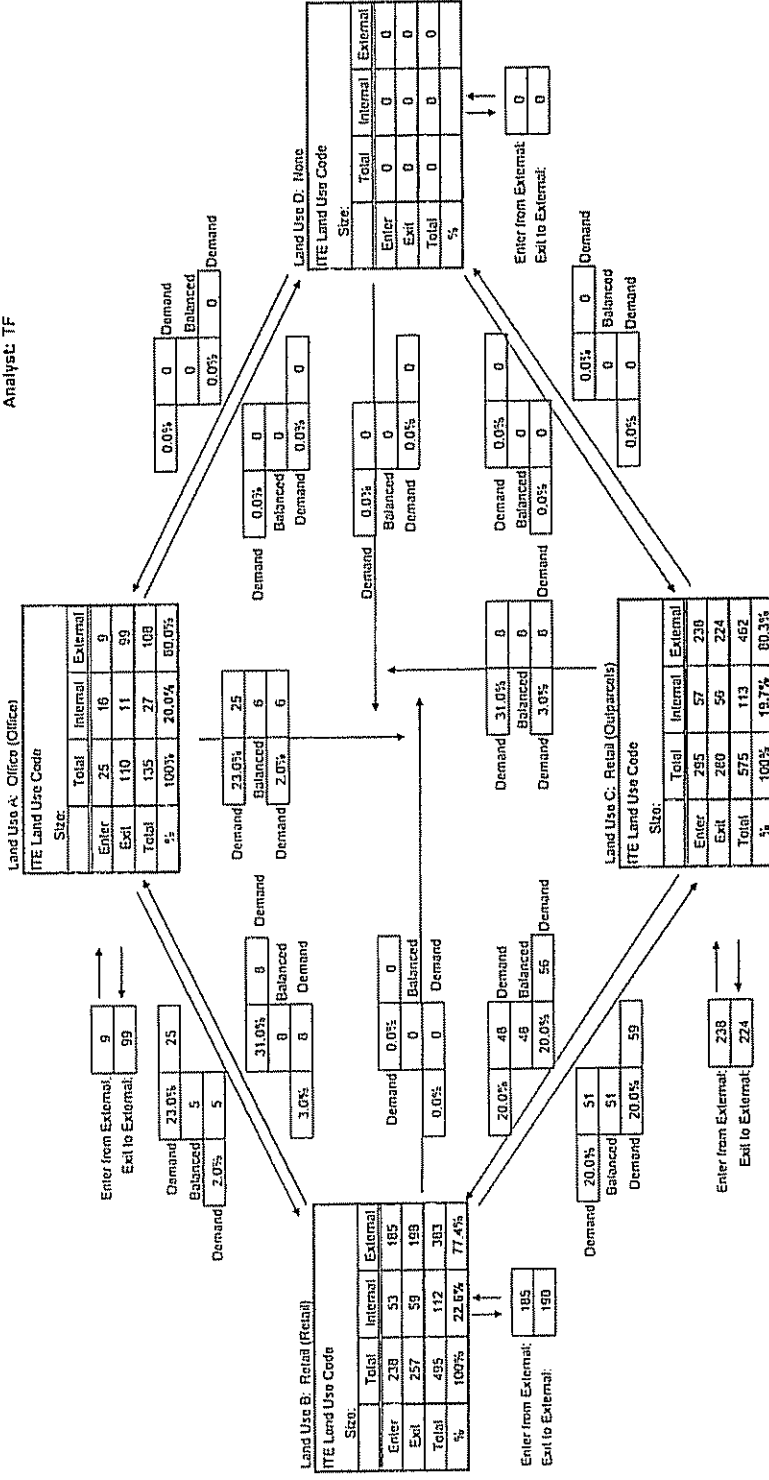 Analyst: TF
Land Use A: Office (Office)
ITE Land Use Code
Size:
Total Internal External
Enter 25 16 9
Exit 110 11 99
Total 135 27 108
% 100% 20.0% 80.0%
Enter from External: 9
Exit to External: 99
Demand 23.0% 25
Balanced 5
Demand 2.0% 5
31.0% 8 Demand
8 Balanced
3.0% 8 Demand
Demand 23.0% 25
Balanced 6
Demand 2.0% 6
0.0% 0 Demand
0 Balanced
0.0% 0 Demand
Demand 0.0% 0
Balanced 0
Demand 0.0% 0
Land Use B: Retail (Retail)
ITE Land Use Code
Size:
Total Internal External
Enter 238 53 185
Exit 257 59 198
Total 495 112 383
% 100% 22.6% 77.4%
Enter from External: 185
Exit to External: 198
Demand 0.0% 0
0 Balanced
0.0% 0 Demand
Demand 0.0% 0
Balanced 0
Demand 0.0% 0
Land Use D: None
ITE Land Use Code
Size:
Total Internal External
Enter 0 0 0
Exit 0 0 0
Total 0 0 0
%
Enter from External: 0
Exit to External: 0
20.0% 48 Demand
48 Balanced
20.0% 56 Demand
Demand 20.0% 51
Balanced 51
Demand 20.0% 59
Demand 31.0% 8
Balanced 8
Demand 3.0% 8
Demand 0.0% 0
Balanced 0
Demand 0.0% 0
0.0% 0 Demand
0 Balanced
0.0% 0 Demand
Land Use C: Retail (Outparcels)
ITE Land Use Code
Size:
Total Internal External
Enter 295 57 238
Exit 280 56 224
Total 575 113 462
% 100% 19.7% 80.3%
Enter from External: 238
Exit to External: 224